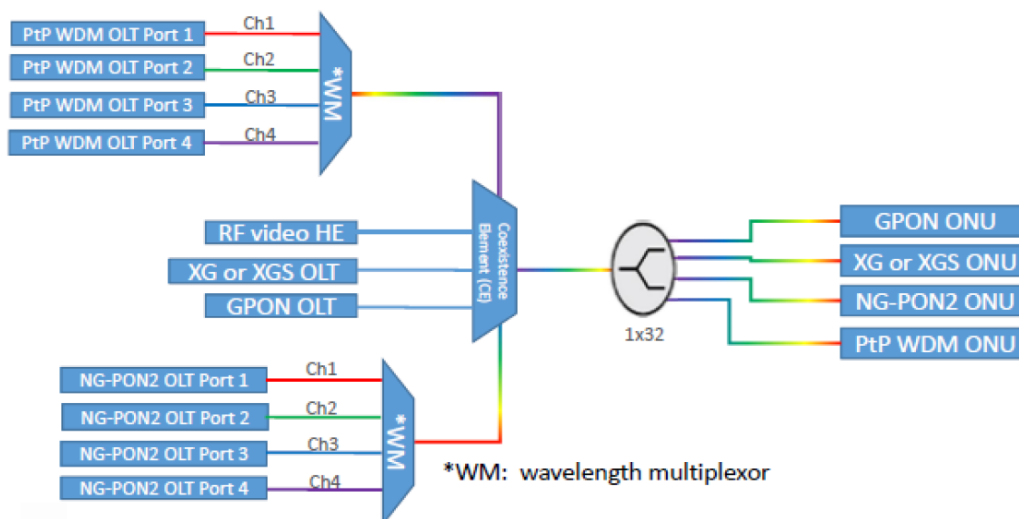 PtP WDM OLT Port 1
Ch1
PtP WDM OLT Port 2
Ch2
PtP WDM OLT Port 3
Ch3
PtP WDM OLT Port 4
Ch4
*WM
RF video HE
XG or XGS OLT
GPON OLT
Coexistence
Element (CE)
1x32
GPON ONU
XG or XGS ONU
NG-PON2 ONU
PtP WDM ONU
NG-PON2 OLT Port 1
Ch1
NG-PON2 OLT Port 2
Ch2
NG-PON2 OLT Port 3
Ch3
NG-PON2 OLT Port 4
Ch4
*WM
*WM: wavelength multiplexor